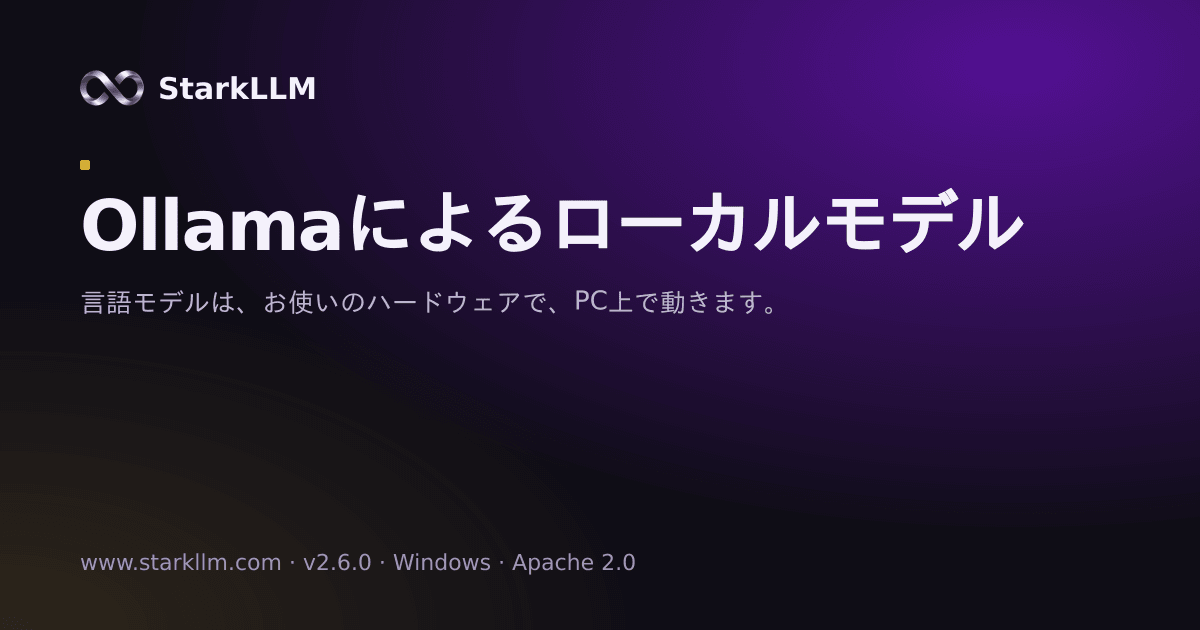 StarkLLM
Ollamaによるローカルモデル
言語モデルは、お使いのハードウェアで、PC上で動きます。
www.starkllm.com · v2.6.0 · Windows · Apache 2.0